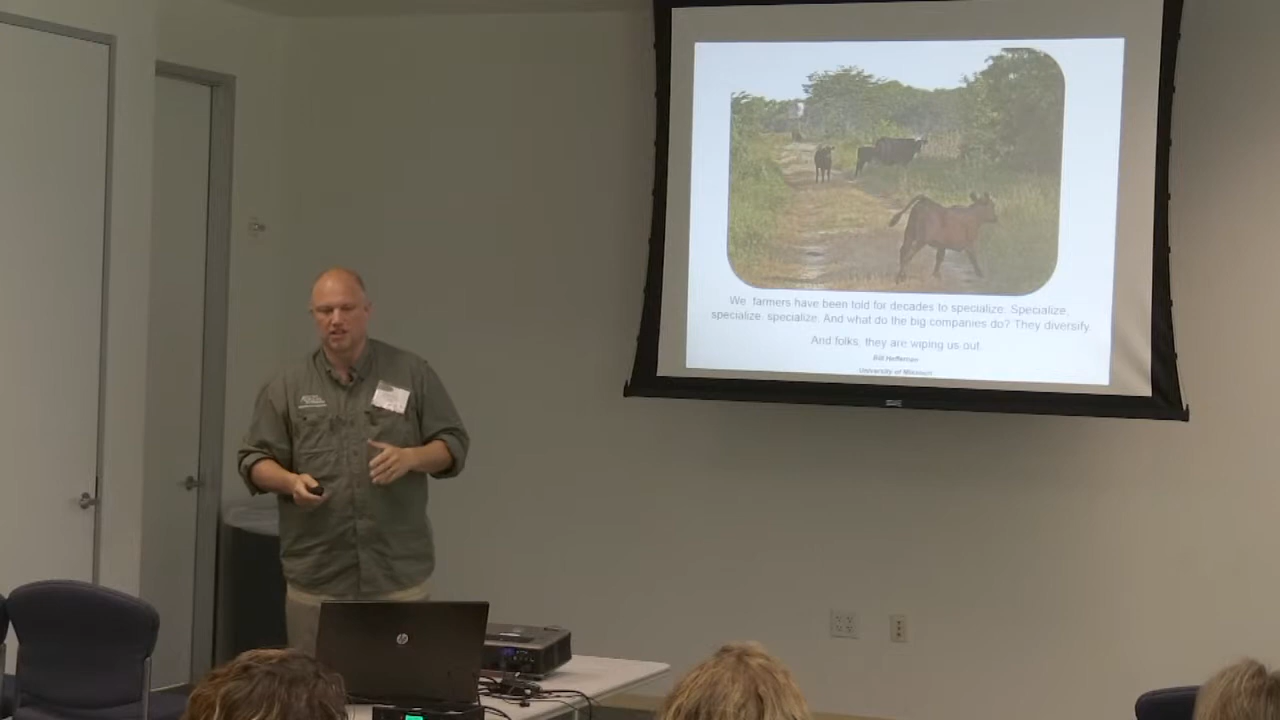 We farmers have been told for decades to specialize. Specialize,
specialize, specialize. And what do the big companies do? They diversify.
And folks, they are wiping us out.
Bill Heffernan
University of Missouri
hp